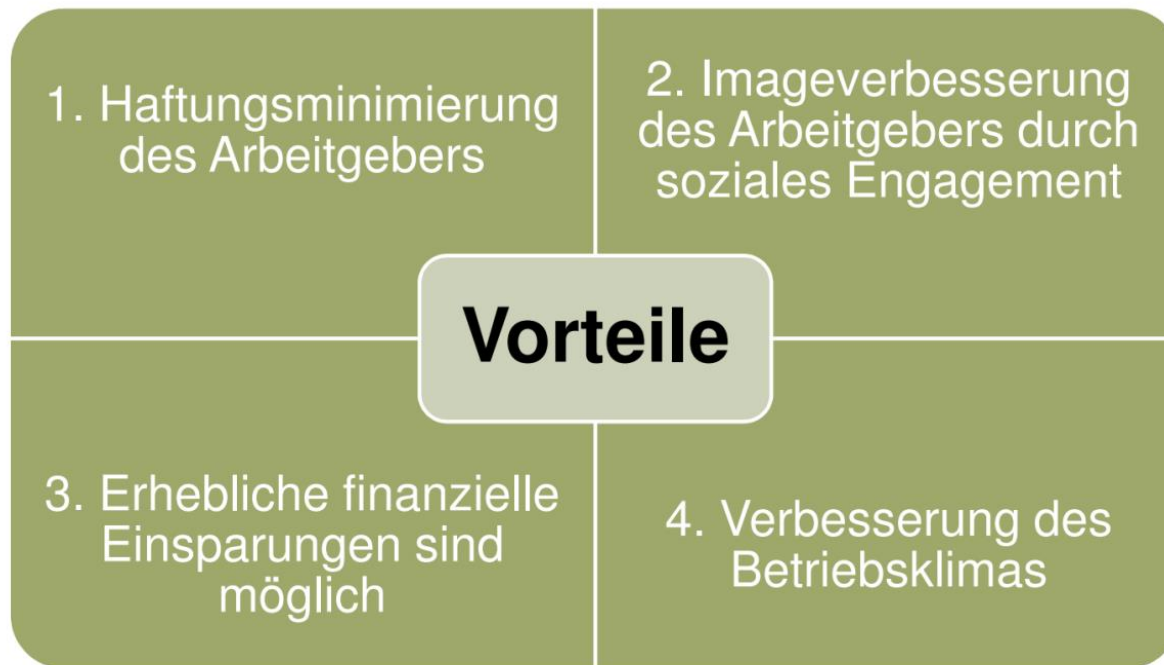 1. Haftungsminimierung
des Arbeitgebers
2. Imageverbesserung
des Arbeitgebers durch
soziales Engagement
Vorteile
3. Erhebliche finanzielle
Einsparungen sind
möglich
4. Verbesserung des
Betriebsklimas